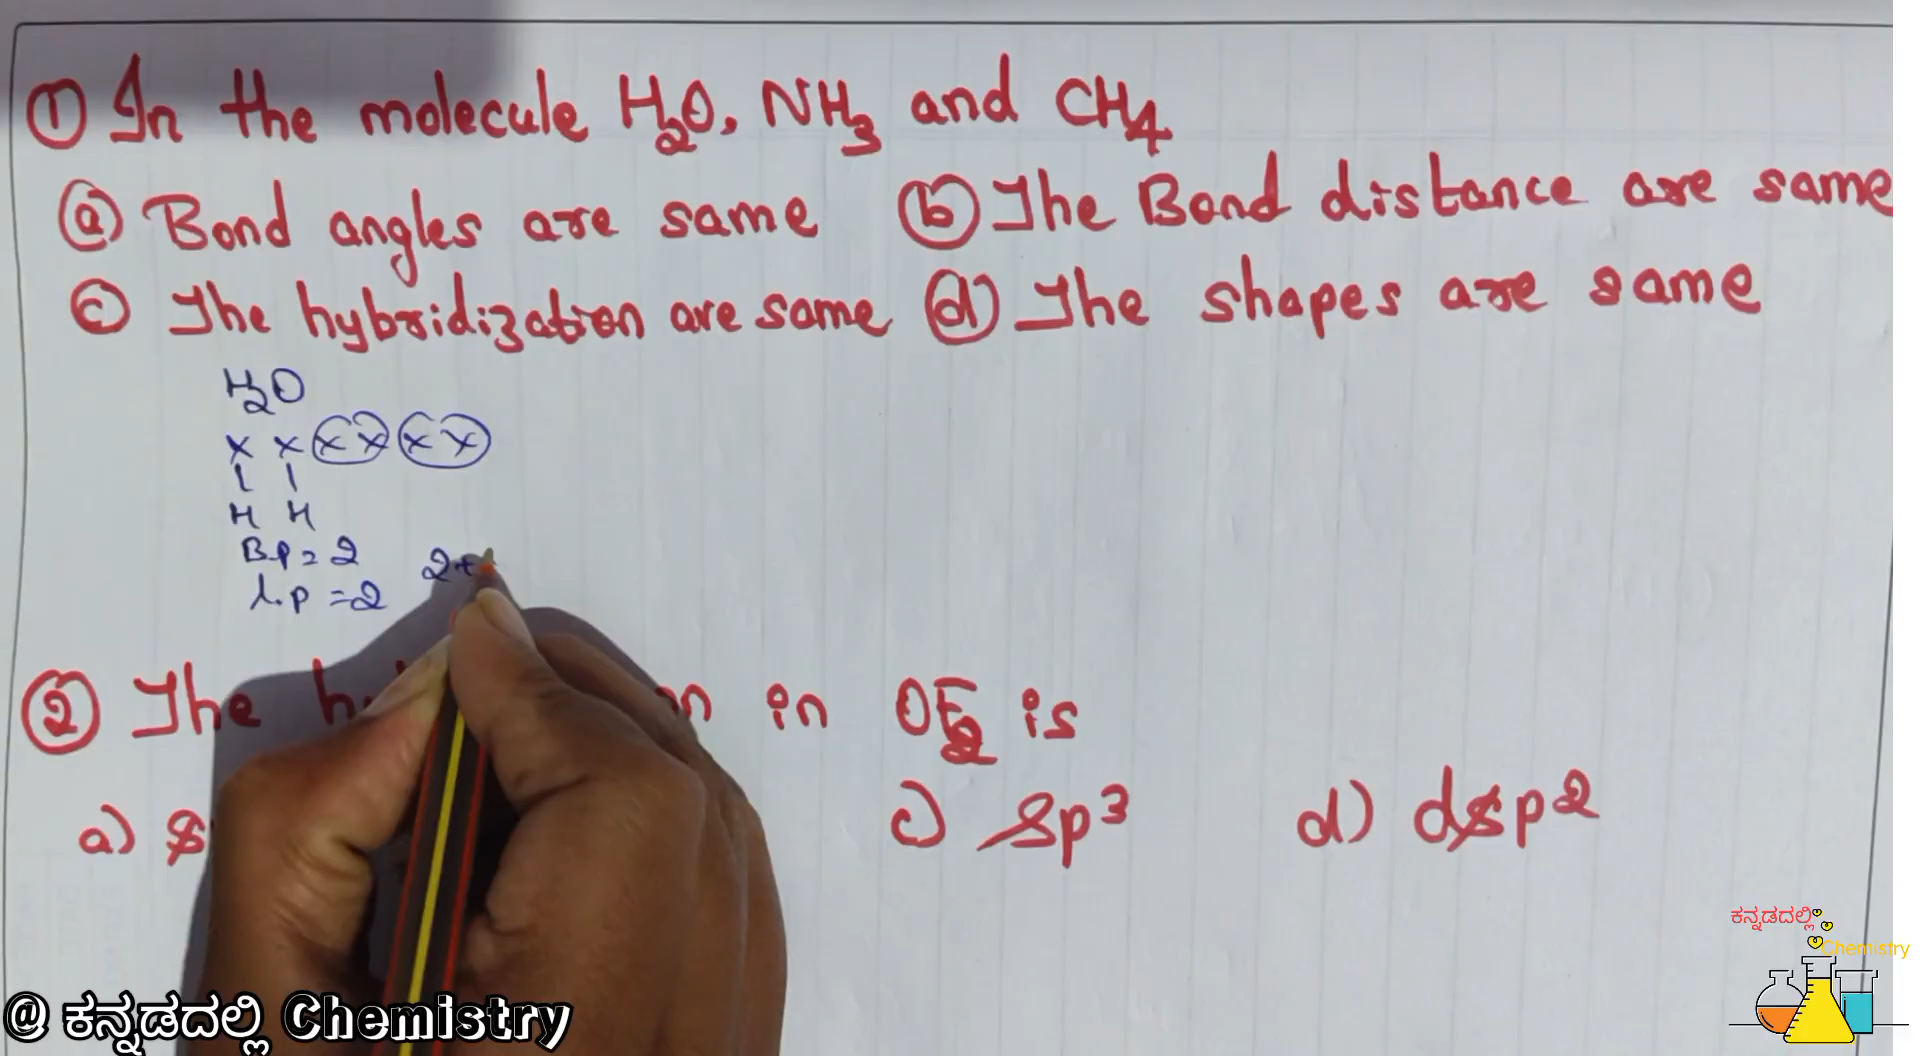 ① In the molecule H₂O, NH₃ and CH₄
ⓐ Bond angles are same ⓑ The Bond distance are same
ⓒ The hybridization are same ⓓ The shapes are same
H₂O
x x x x x x
| |
H H
B.p = 2
l.p = 2 2+
② The in OF₂ is
a) c) sp³ d) dsp²
ಕನ್ನಡದಲ್ಲಿ
Chemistry
@ ಕನ್ನಡದಲ್ಲಿ Chemistry